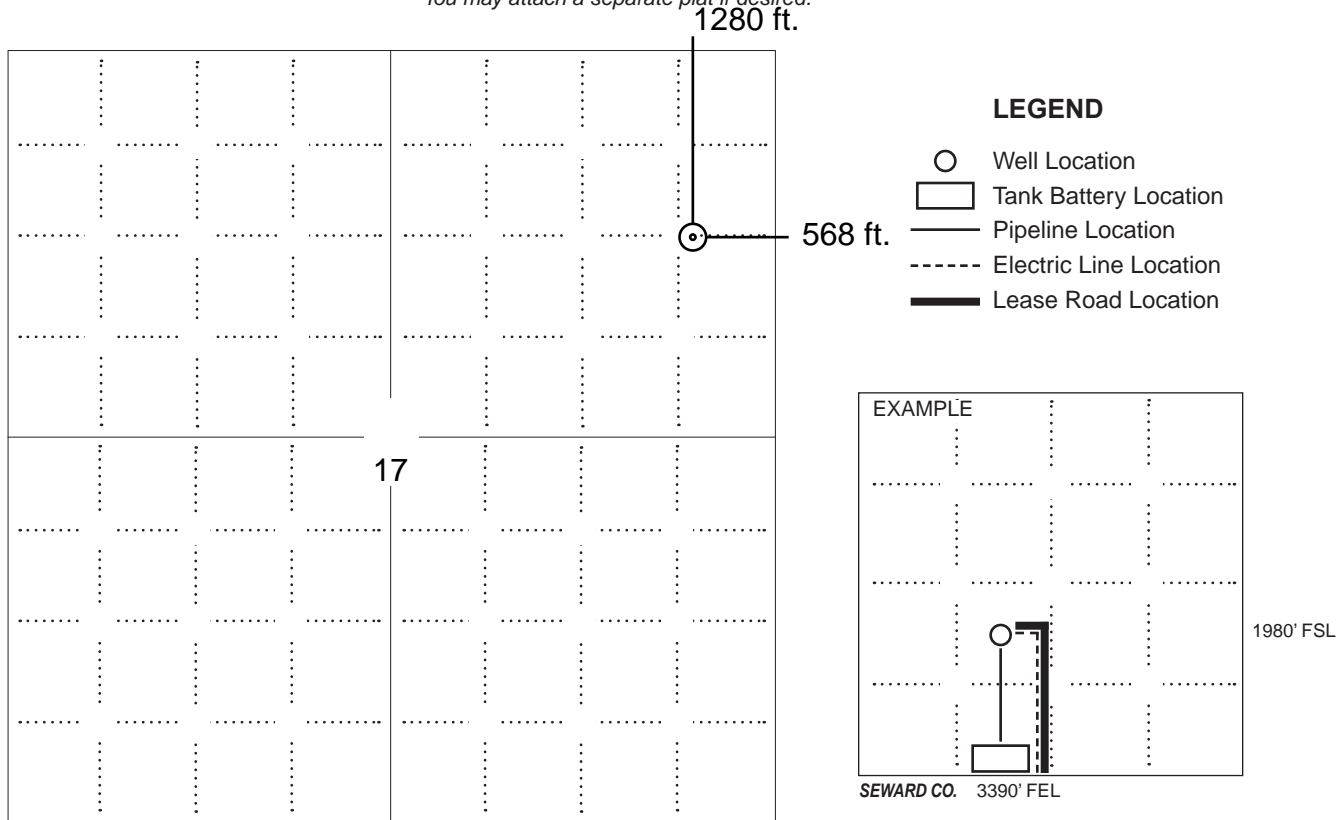 You may attach a separate plat if desired.
1280 ft.
568 ft.
17
LEGEND
Well Location
Tank Battery Location
Pipeline Location
Electric Line Location
Lease Road Location
EXAMPLE
1980' FSL
SEWARD CO. 3390' FEL